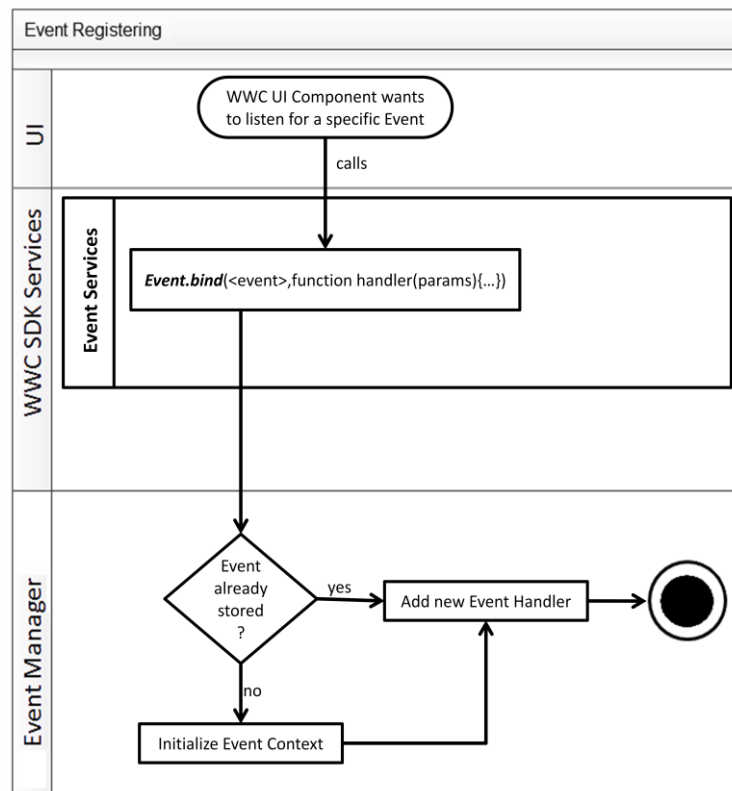 Event Registering
UI
WWC UI Component wants
to listen for a specific Event
calls
WWC SDK Services
Event Services
Event.bind(<event>,function handler(params){...})
Event Manager
Event
already
stored
?
yes
Add new Event Handler
no
Initialize Event Context